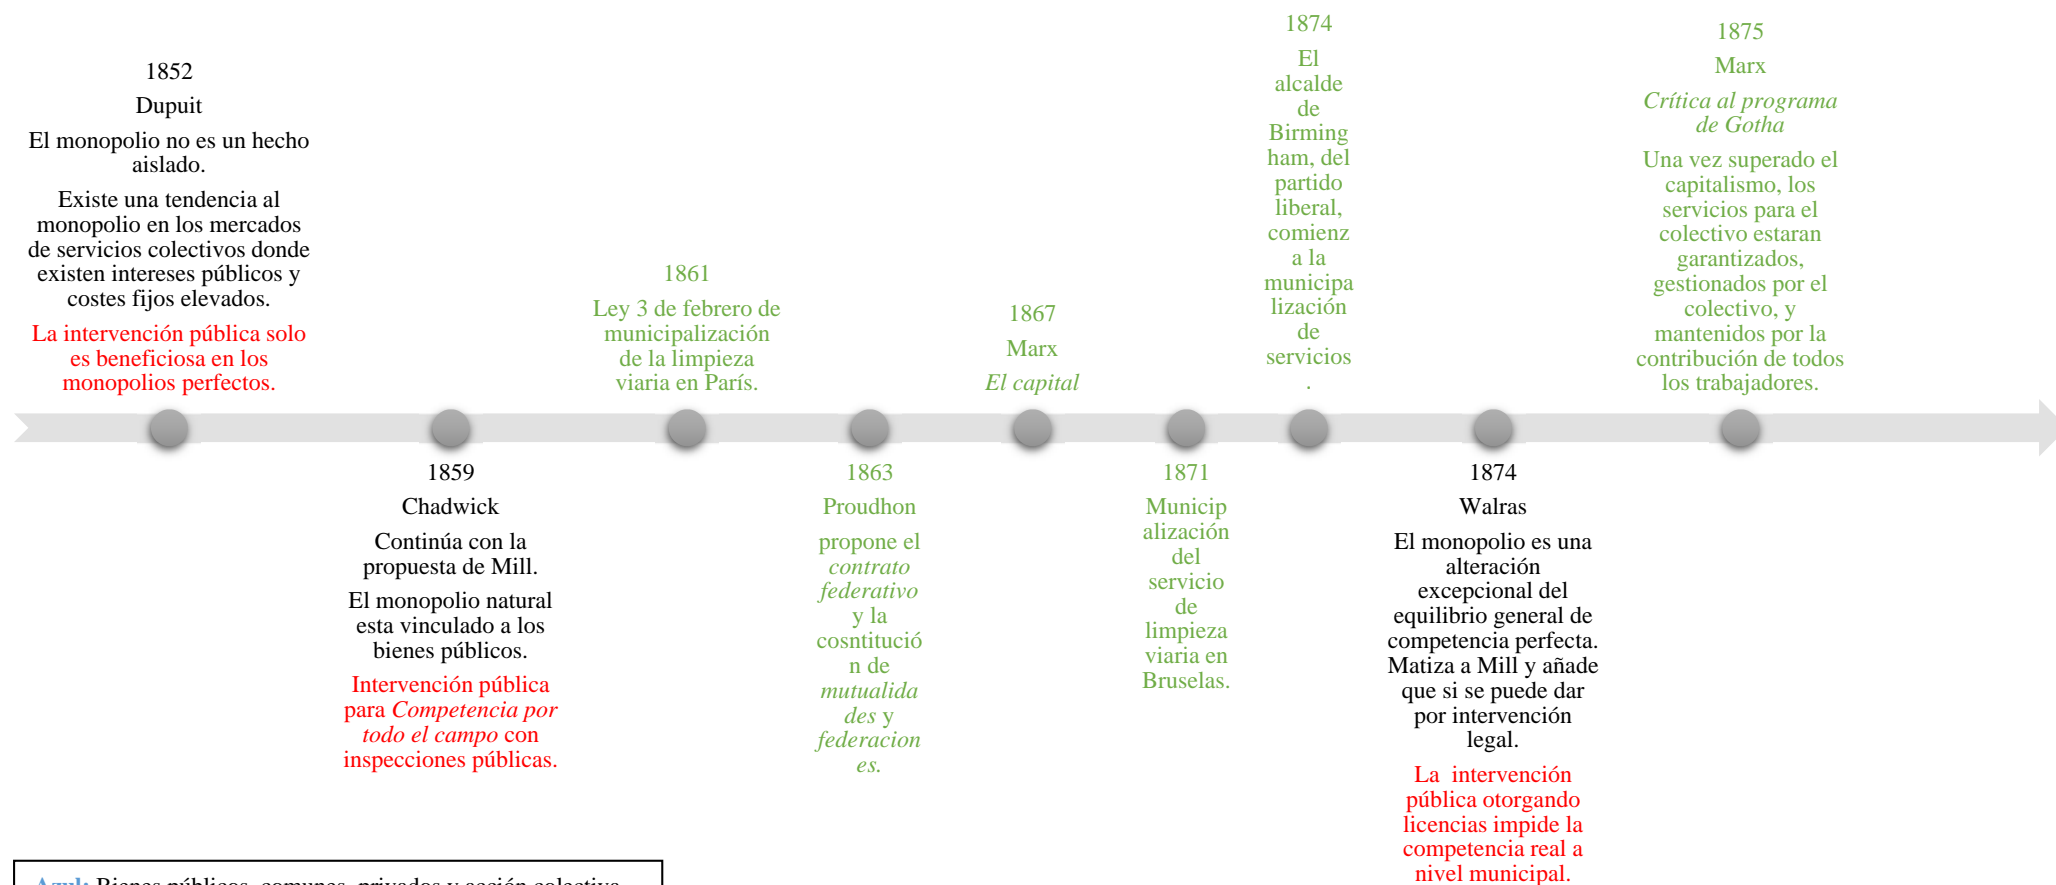 1852
Dupuit
El monopolio no es un hecho
aislado.
Existe una tendencia al
monopolio en los mercados
de servicios colectivos donde
existen intereses públicos y
costes fijos elevados.
La intervención pública solo
es beneficiosa en los
monopolios perfectos.
1859
Chadwick
Continúa con la
propuesta de Mill.
El monopolio natural
esta vinculado a los
bienes públicos.
Intervención pública
para Competencia por
todo el campo con
inspecciones públicas.
1861
Ley 3 de febrero de
municipalización
de la limpieza
viaria en París.
1863
Proudhon
propone el
contrato
federativo
y la
cosntitució
n de
mutualida
des y
federacion
es.
1867
Marx
El capital
1871
Municip
alización
del
servicio
de
limpieza
viaria en
Bruselas.
1874
El
alcalde
de
Birming
ham, del
partido
liberal,
comienz
a la
municipa
lización
de
servicios
.
1874
Walras
El monopolio es una
alteración
excepcional del
equilibrio general de
competencia perfecta.
Matiza a Mill y añade
que si se puede dar
por intervención
legal.
La intervención
pública otorgando
licencias impide la
competencia real a
nivel municipal.
1875
Marx
Crítica al programa
de Gotha
Una vez superado el
capitalismo, los
servicios para el
colectivo estaran
garantizados,
gestionados por el
colectivo, y
mantenidos por la
contribución de todos
los trabajadores.
Azul: Bienes públicos, comunes, privados y acción colectiva